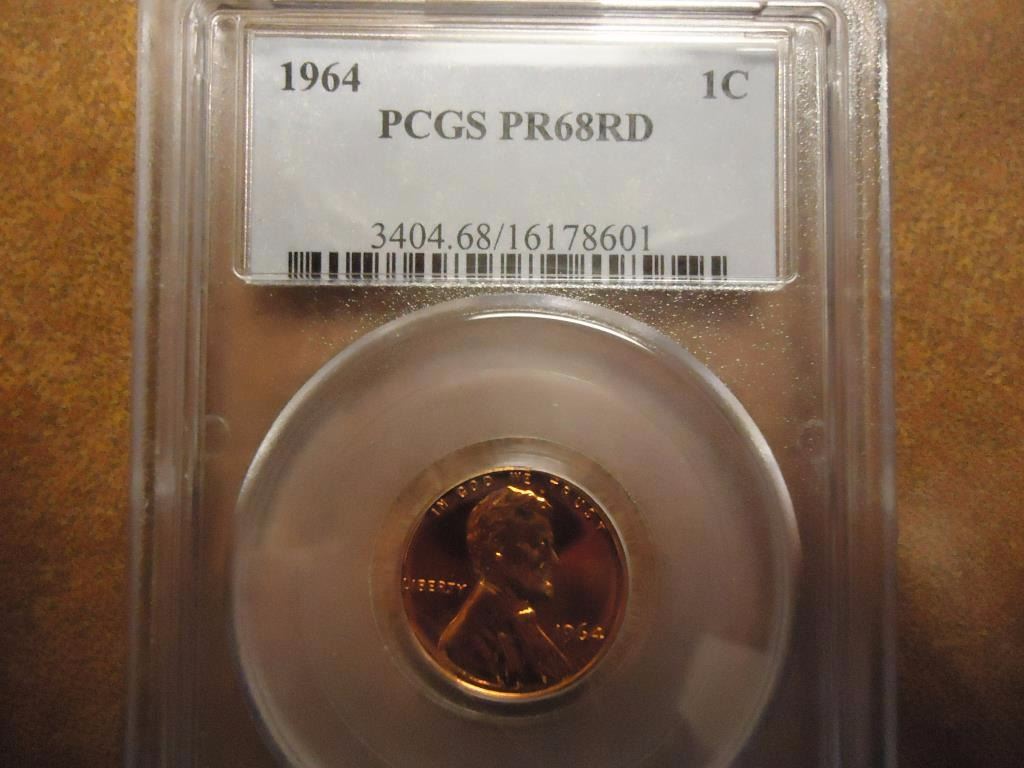 1964 1C
PCGS PR68RD
3404.68/16178601
IN GOD WE TRUST
LIBERTY
1964